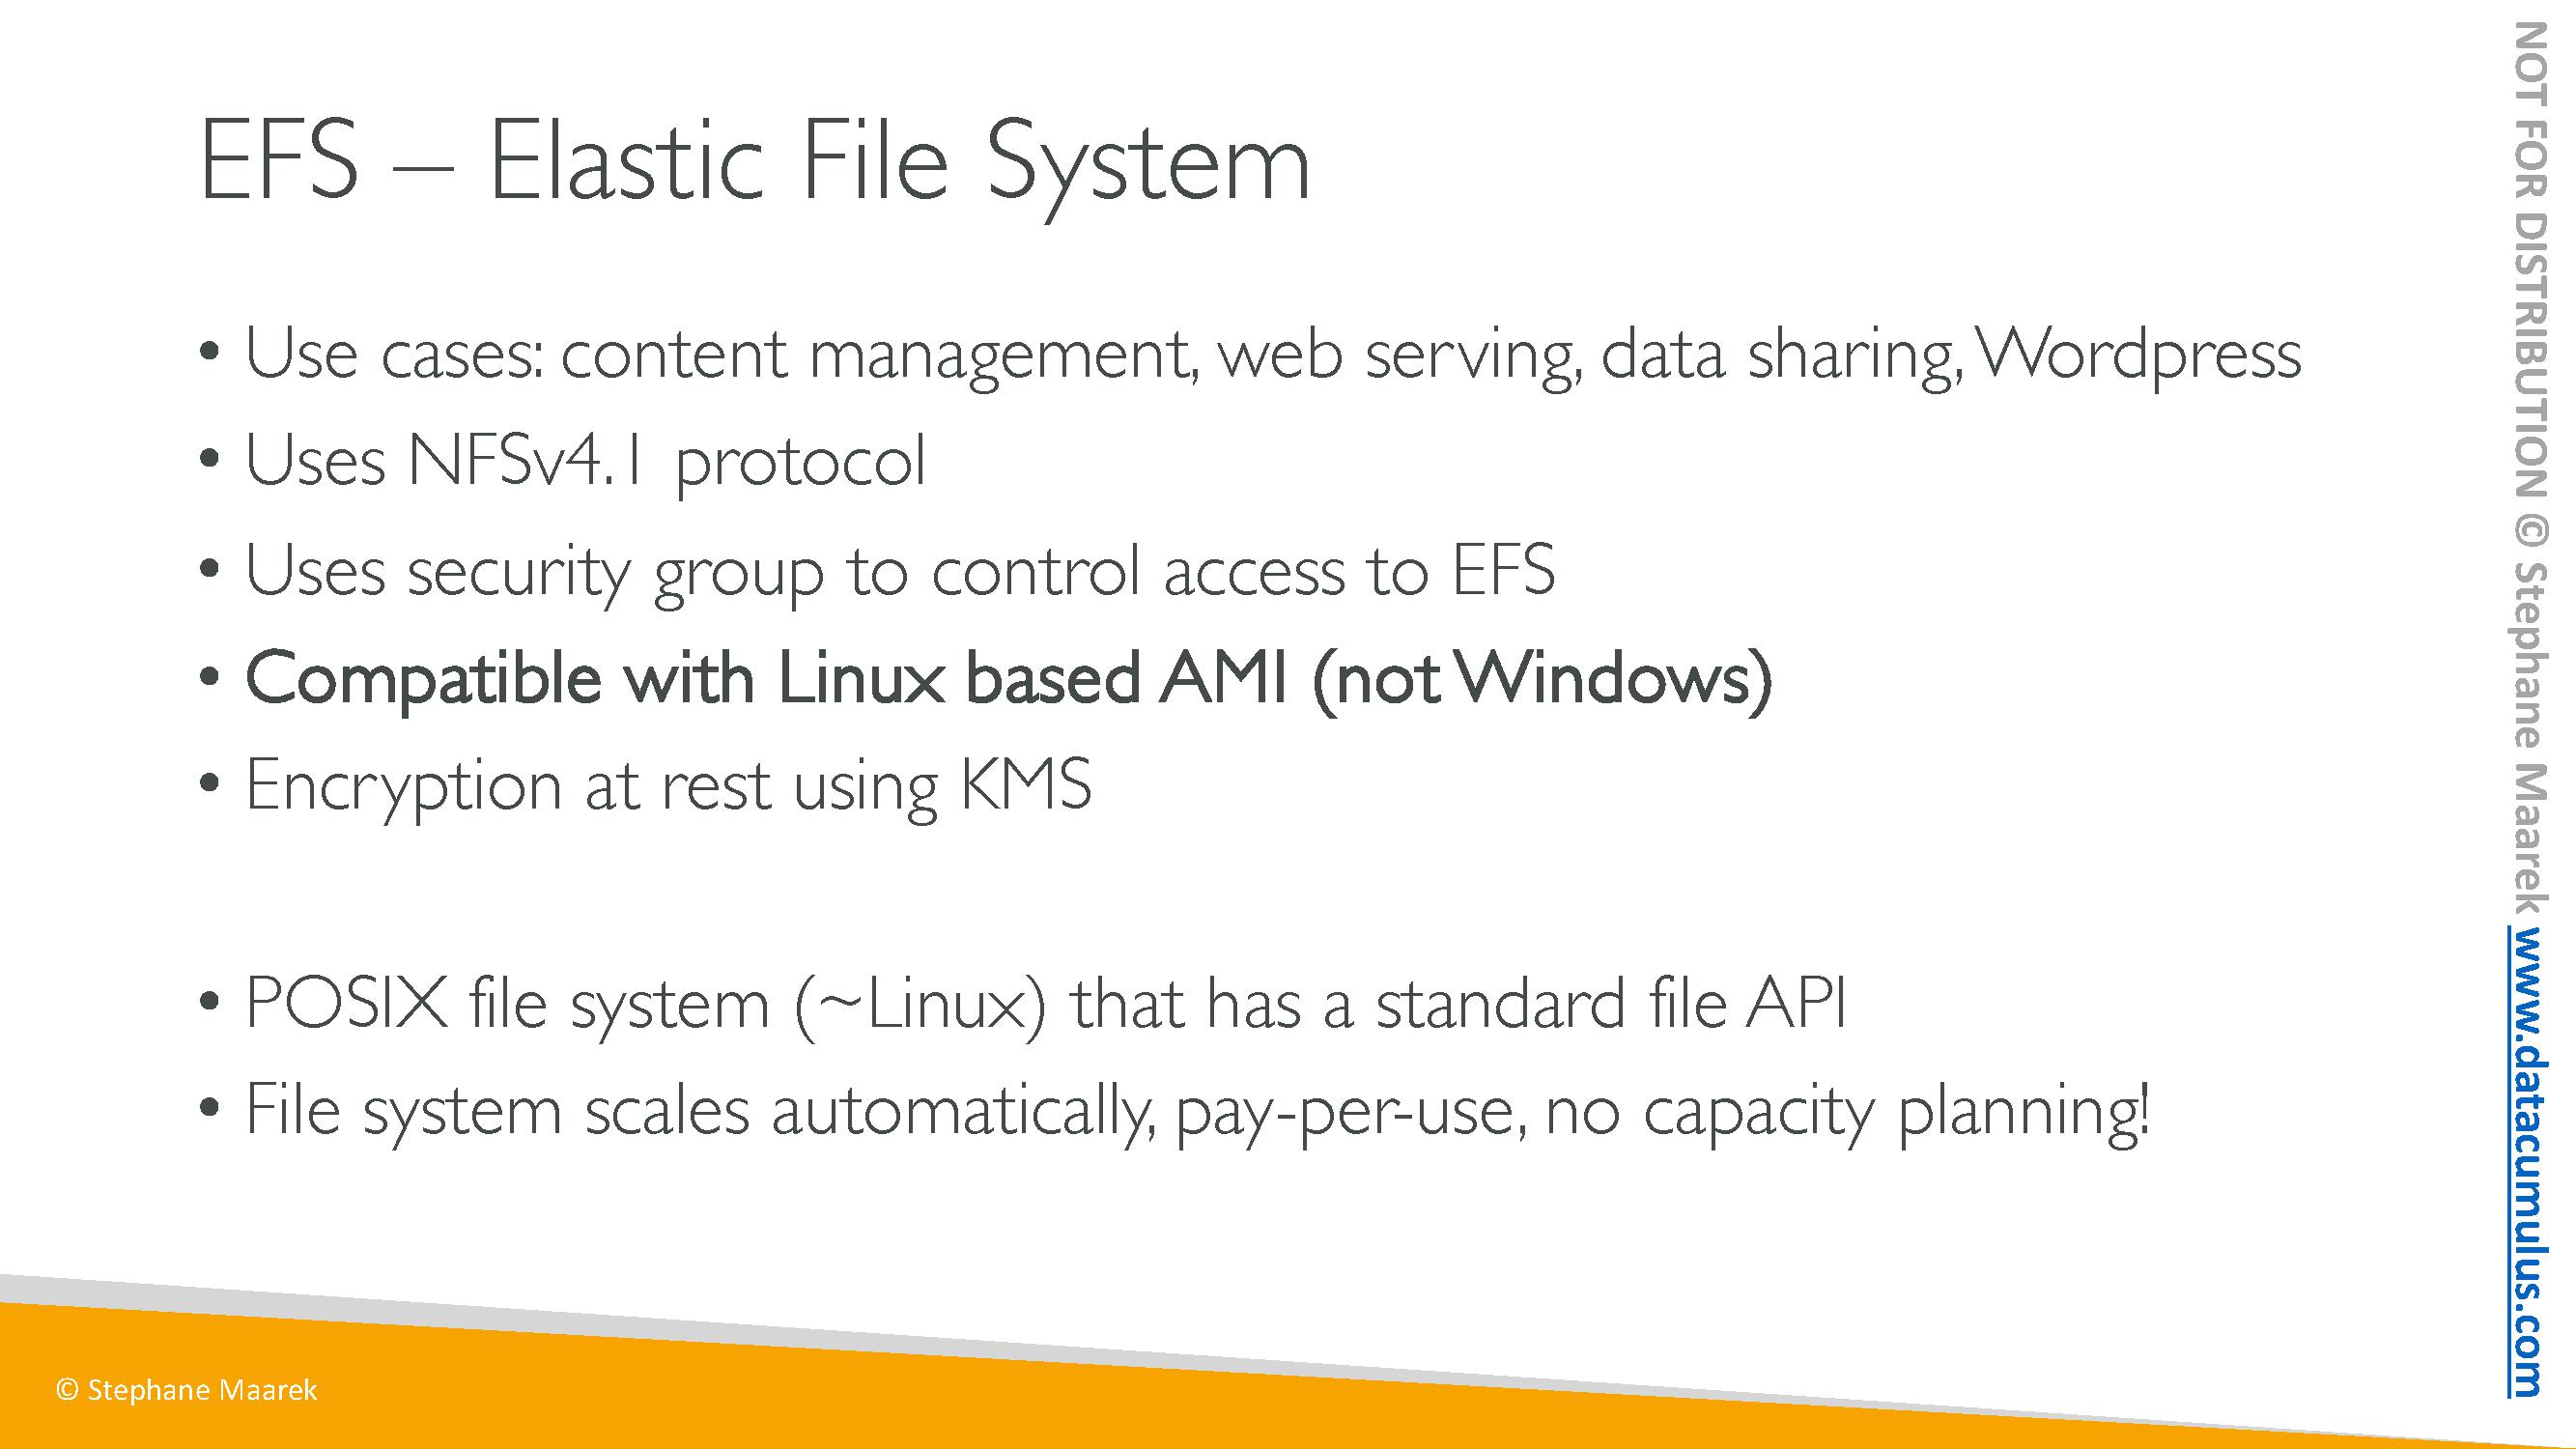 EFS – Elastic File System
• Use cases: content management, web serving, data sharing, Wordpress
• Uses NFSv4.1 protocol
• Uses security group to control access to EFS
• Compatible with Linux based AMI (not Windows)
• Encryption at rest using KMS
• POSIX file system (~Linux) that has a standard file API
• File system scales automatically, pay-per-use, no capacity planning!
© Stephane Maarek
NOT FOR DISTRIBUTION © Stephane Maarek www.datacumulus.com